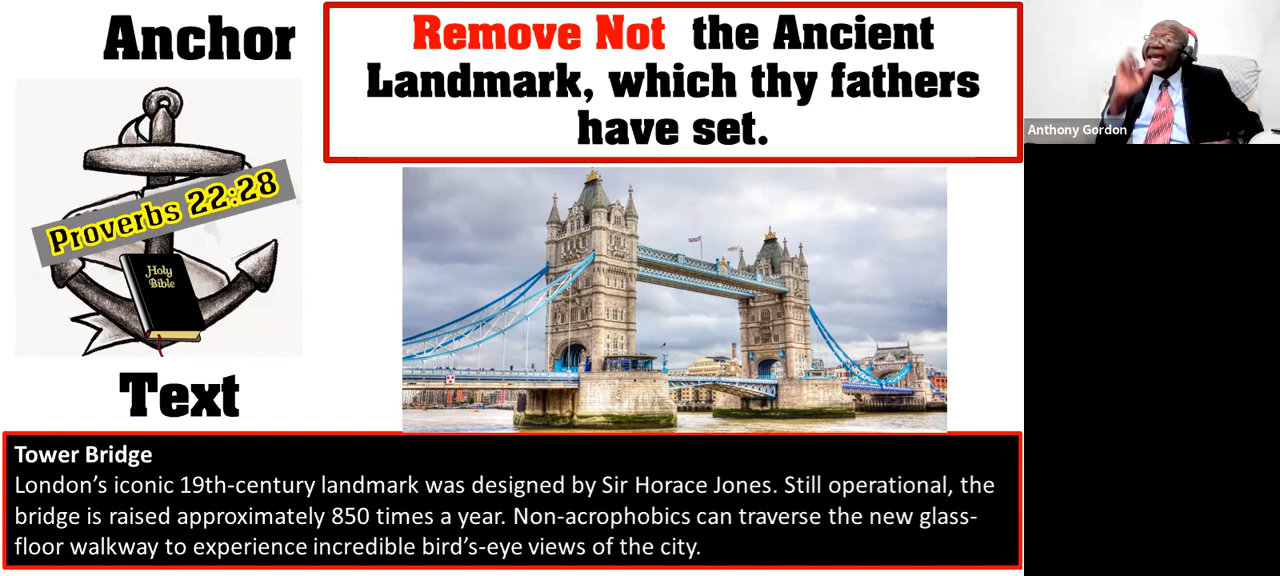 Anchor
Proverbs 22:28
Holy
Bible
Text
Remove Not the Ancient
Landmark, which thy fathers
have set.
Anthony Gordon
Tower Bridge
London’s iconic 19th-century landmark was designed by Sir Horace Jones. Still operational, the
bridge is raised approximately 850 times a year. Non-acrophobics can traverse the new glass-
floor walkway to experience incredible bird’s-eye views of the city.